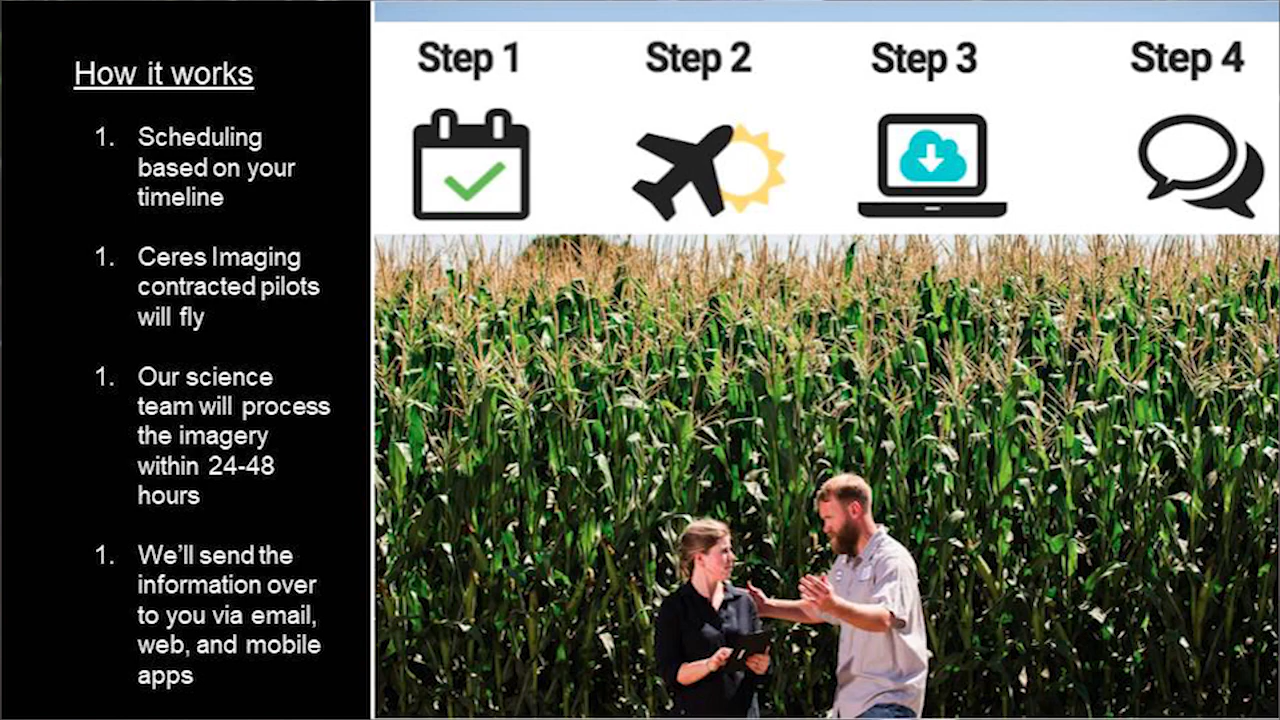 How it works
1. Scheduling
based on your
timeline
1. Ceres Imaging
contracted pilots
will fly
1. Our science
team will process
the imagery
within 24-48
hours
1. We’ll send the
information over
to you via email,
web, and mobile
apps
Step 1
Step 2
Step 3
Step 4